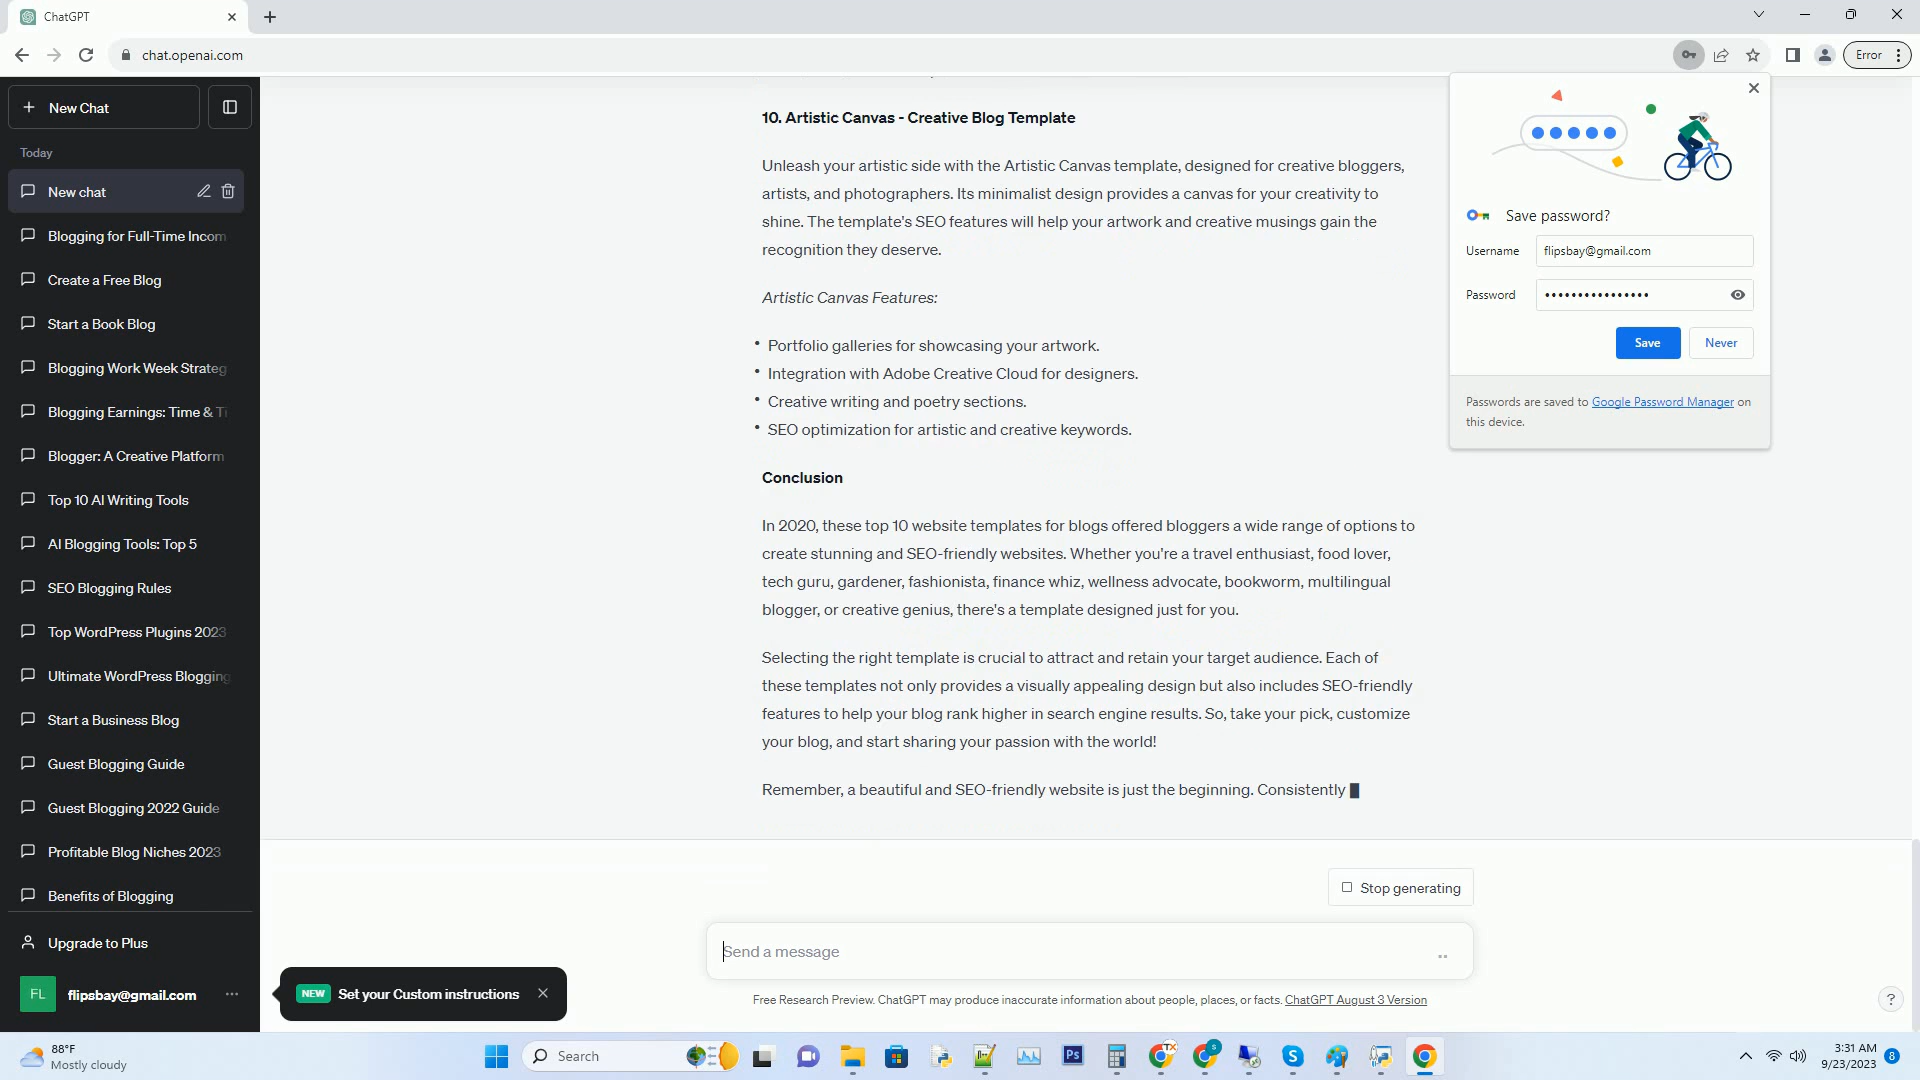 ChatGPT
chat.openai.com
Error
New Chat
Today
New chat
Blogging for Full-Time Incom
Create a Free Blog
Start a Book Blog
Blogging Work Week Strateg
Blogging Earnings: Time & Ti
Blogger: A Creative Platform
Top 10 AI Writing Tools
AI Blogging Tools: Top 5
SEO Blogging Rules
Top WordPress Plugins 2023
Ultimate WordPress Blogging
Start a Business Blog
Guest Blogging Guide
Guest Blogging 2022 Guide
Profitable Blog Niches 2023
Benefits of Blogging
Upgrade to Plus
FL flipsbay@gmail.com
NEW Set your Custom instructions
10. Artistic Canvas - Creative Blog Template
Unleash your artistic side with the Artistic Canvas template, designed for creative bloggers,
artists, and photographers. Its minimalist design provides a canvas for your creativity to
shine. The template's SEO features will help your artwork and creative musings gain the
recognition they deserve.
Artistic Canvas Features:
• Portfolio galleries for showcasing your artwork.
• Integration with Adobe Creative Cloud for designers.
• Creative writing and poetry sections.
• SEO optimization for artistic and creative keywords.
Conclusion
In 2020, these top 10 website templates for blogs offered bloggers a wide range of options to
create stunning and SEO-friendly websites. Whether you're a travel enthusiast, food lover,
tech guru, gardener, fashionista, finance whiz, wellness advocate, bookworm, multilingual
blogger, or creative genius, there's a template designed just for you.
Selecting the right template is crucial to attract and retain your target audience. Each of
these templates not only provides a visually appealing design but also includes SEO-friendly
features to help your blog rank higher in search engine results. So, take your pick, customize
your blog, and start sharing your passion with the world!
Remember, a beautiful and SEO-friendly website is just the beginning. Consistently
Stop generating
Send a message
Free Research Preview. ChatGPT may produce inaccurate information about people, places, or facts. ChatGPT August 3 Version
?
Save password?
Username flipsbay@gmail.com
Password ••••••••••••••••
Save Never
Passwords are saved to Google Password Manager on
this device.
88°F
Mostly cloudy
Search
Ps
TX
S
3:31 AM
9/23/2023
8